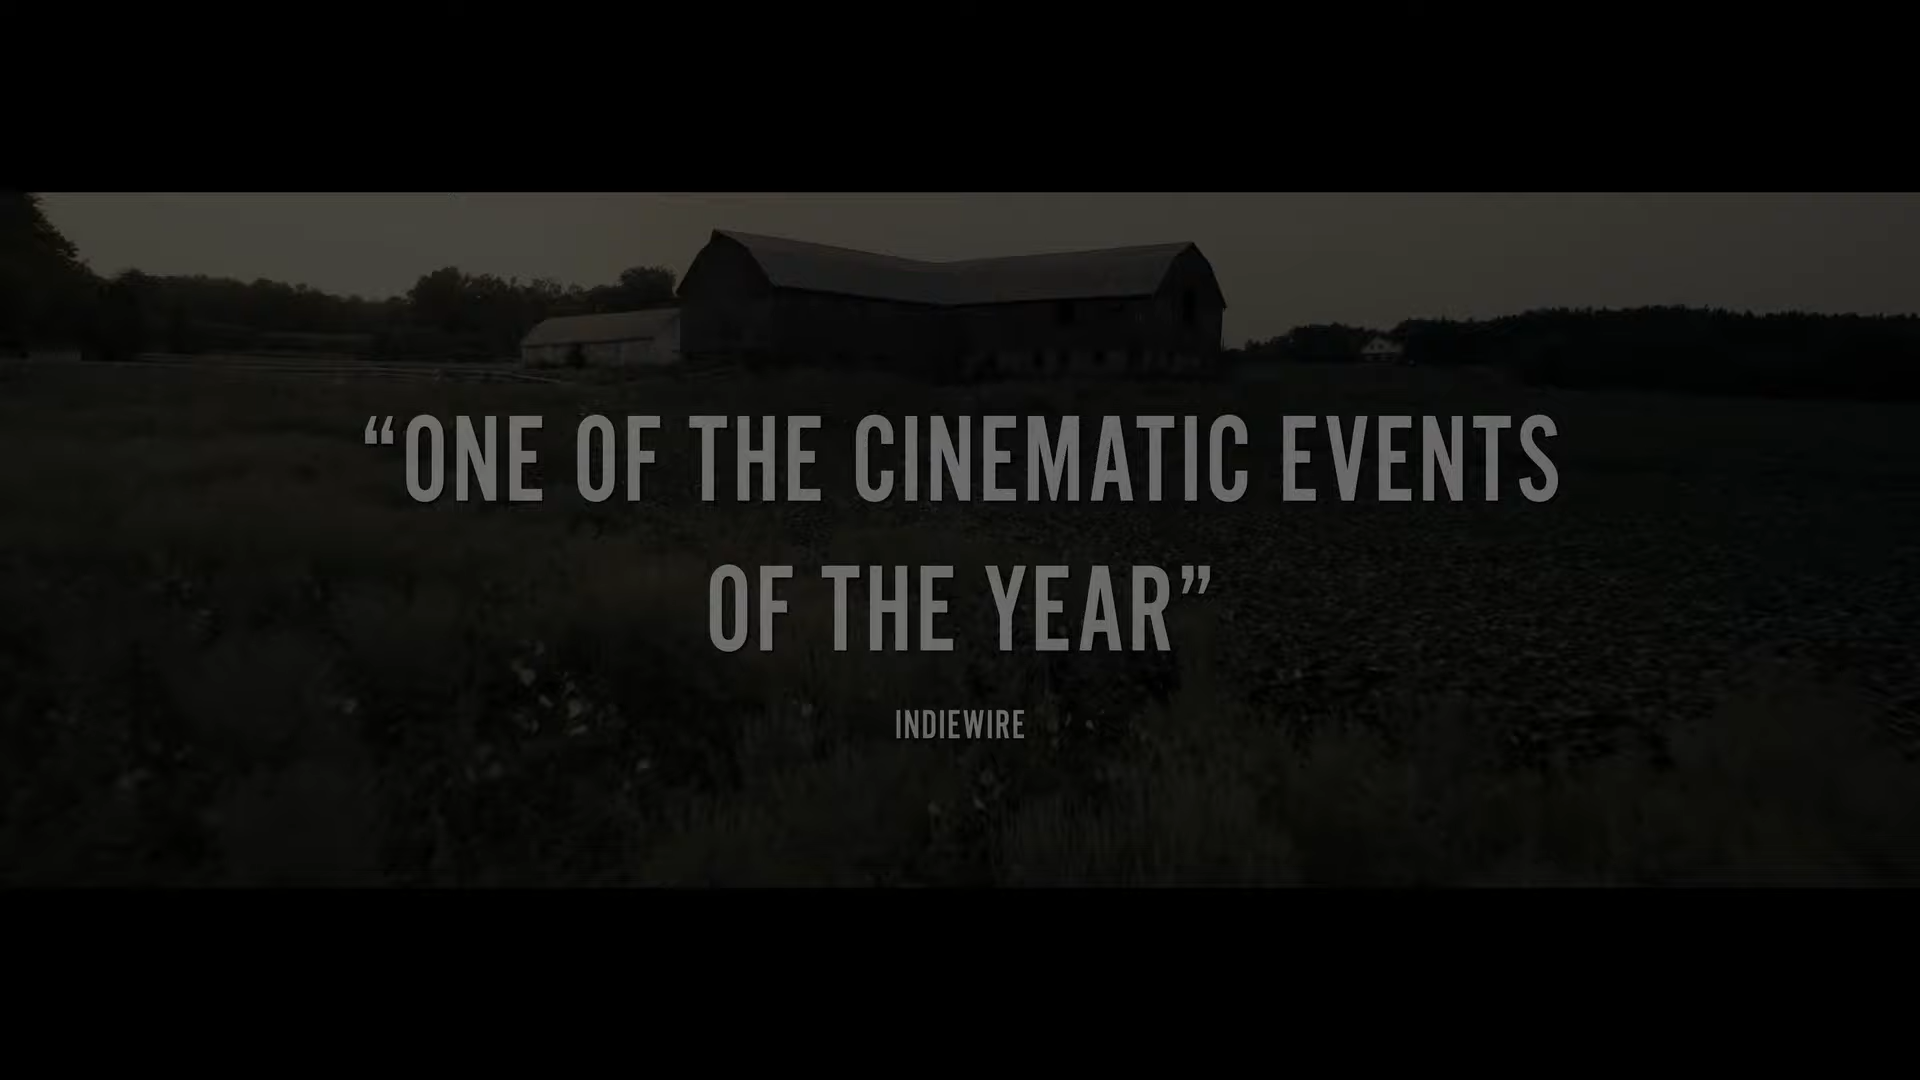 “ONE OF THE CINEMATIC EVENTS
OF THE YEAR”
INDIEWIRE